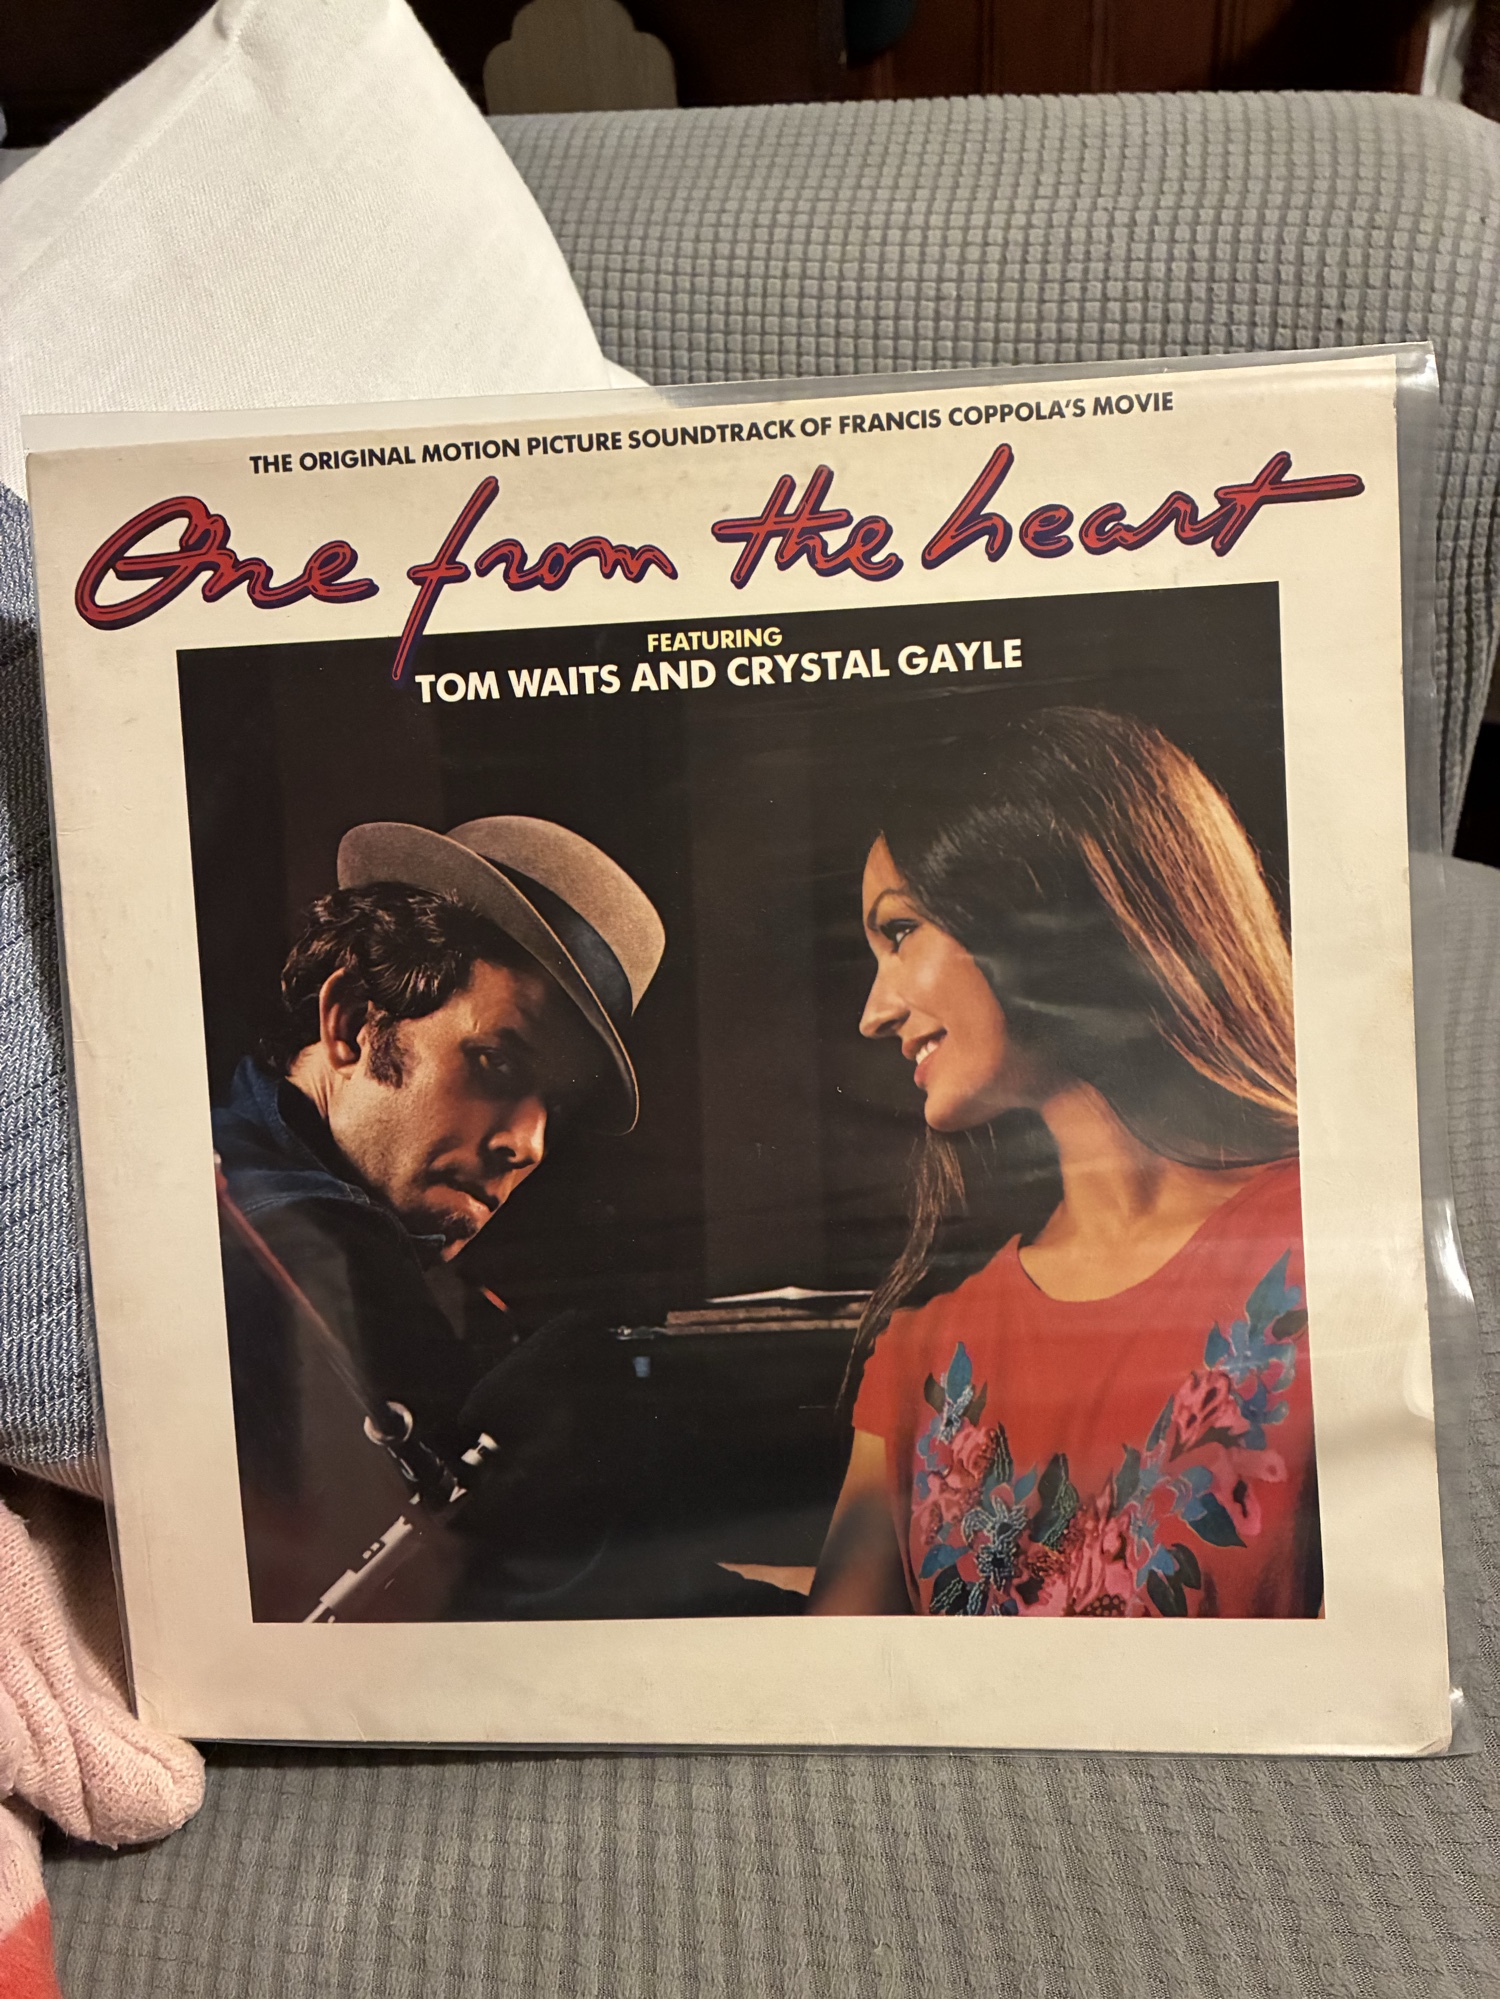 THE ORIGINAL MOTION PICTURE SOUNDTRACK OF FRANCIS COPPOLA'S MOVIE
One from the heart
FEATURING
TOM WAITS AND CRYSTAL GAYLE